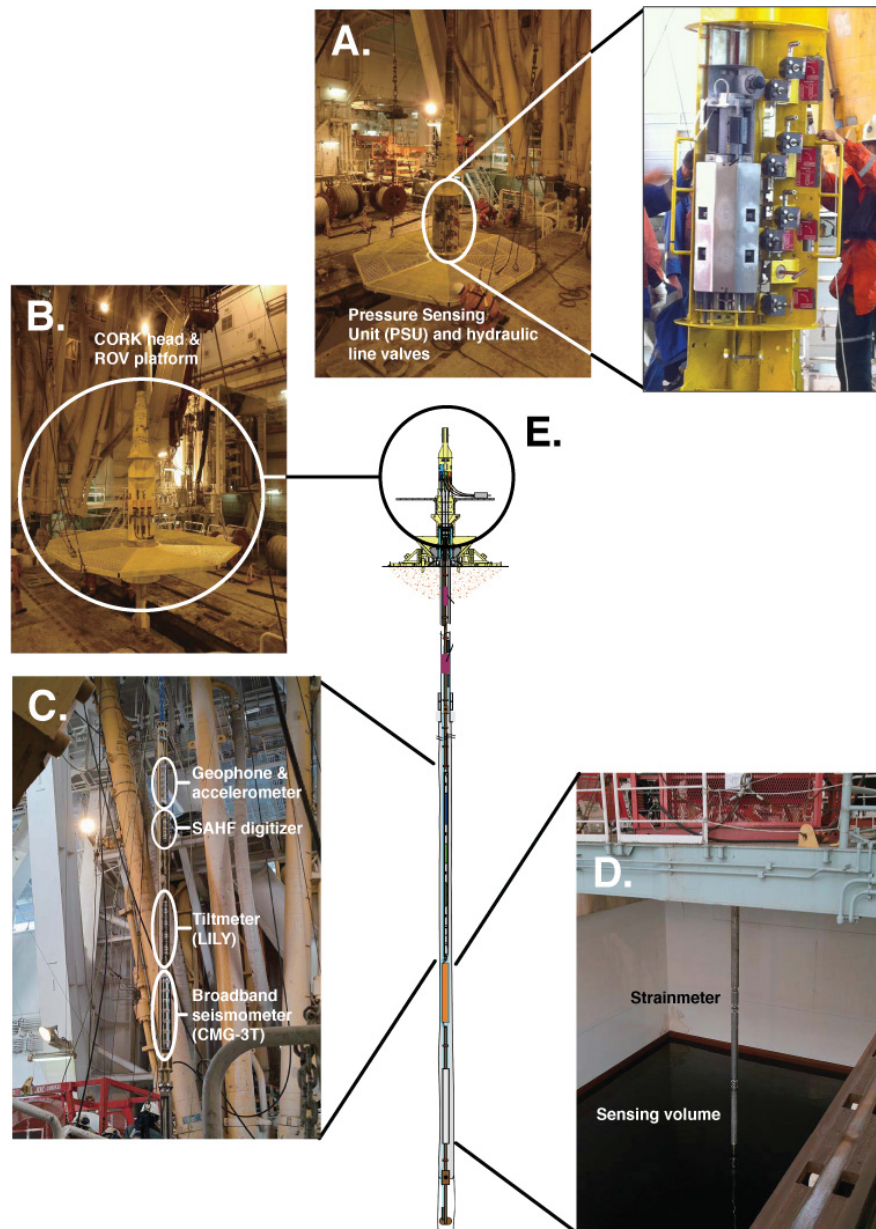 A.
Pressure Sensing
Unit (PSU) and hydraulic
line valves
B.
CORK head &
ROV platform
E.
C.
Geophone &
accelerometer
SAHF digitizer
Tiltmeter
(LILY)
Broadband
seismometer
(CMG-3T)
D.
Strainmeter
Sensing volume